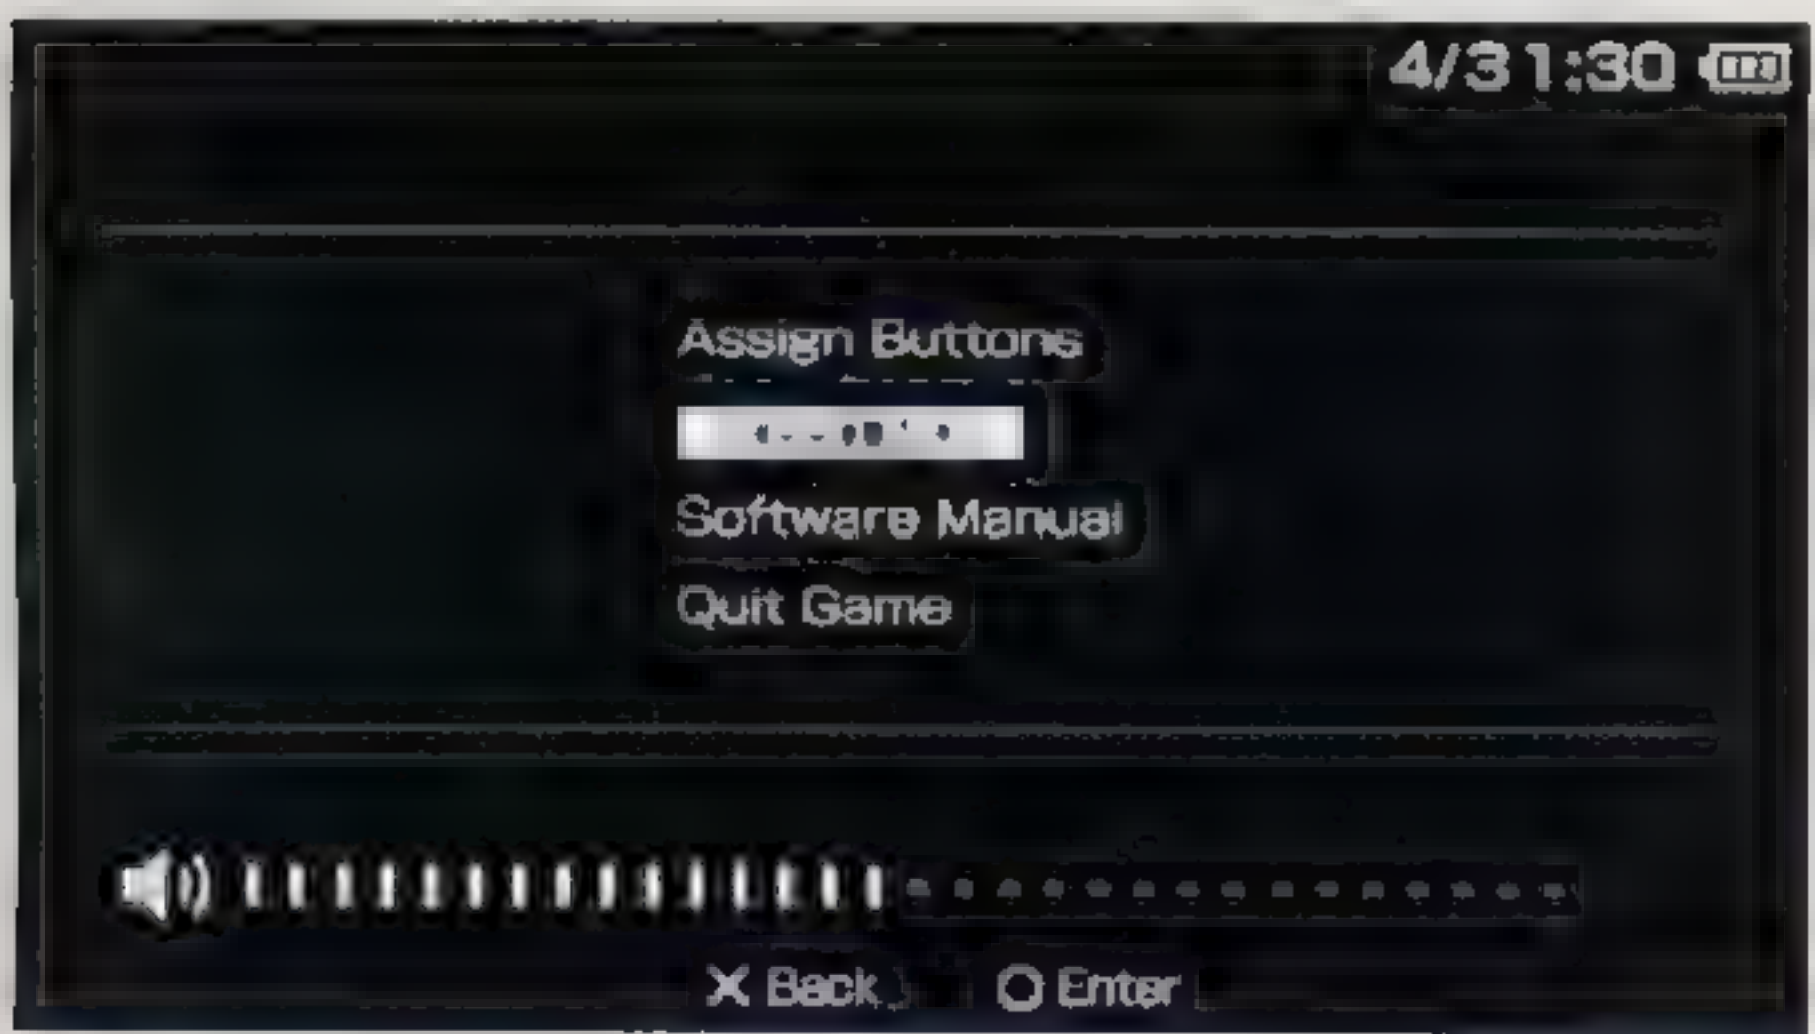 4/3 1:30
Assign Buttons
Software Manual
Quit Game
X Back O Enter